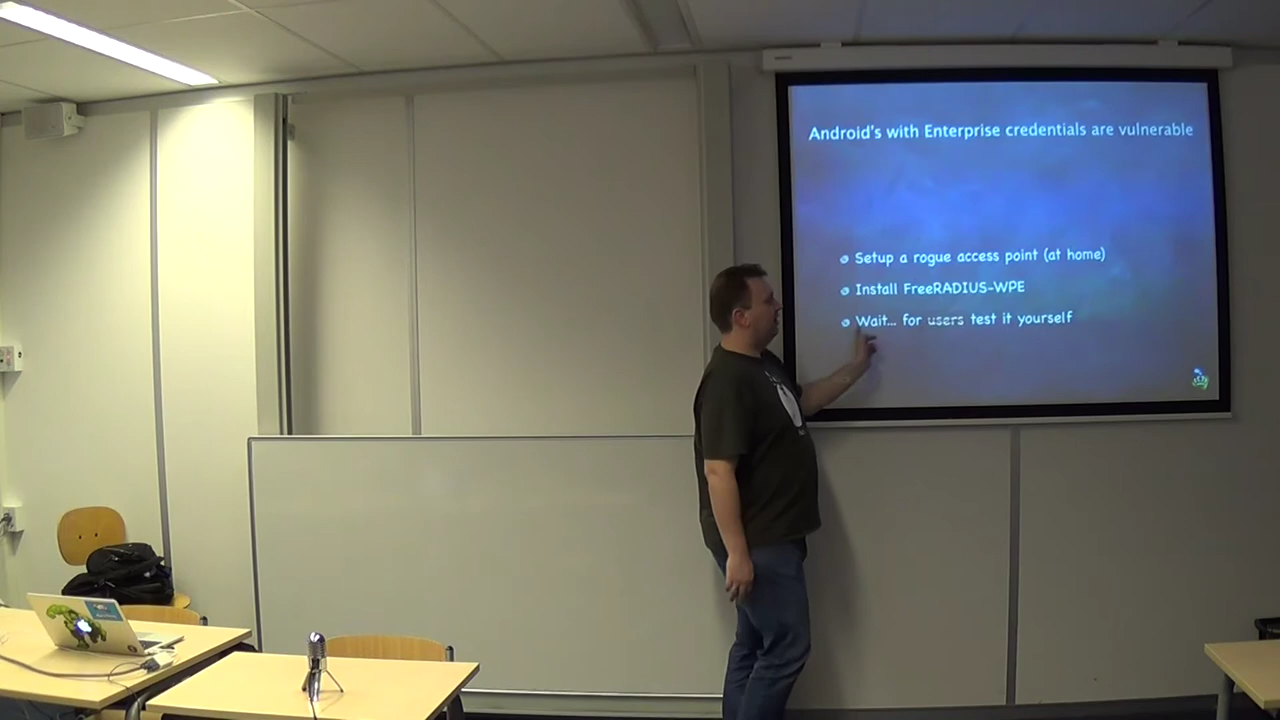 Android's with Enterprise credentials are vulnerable
Setup a rogue access point (at home)
Install FreeRADIUS-WPE
Wait... for users test it yourself